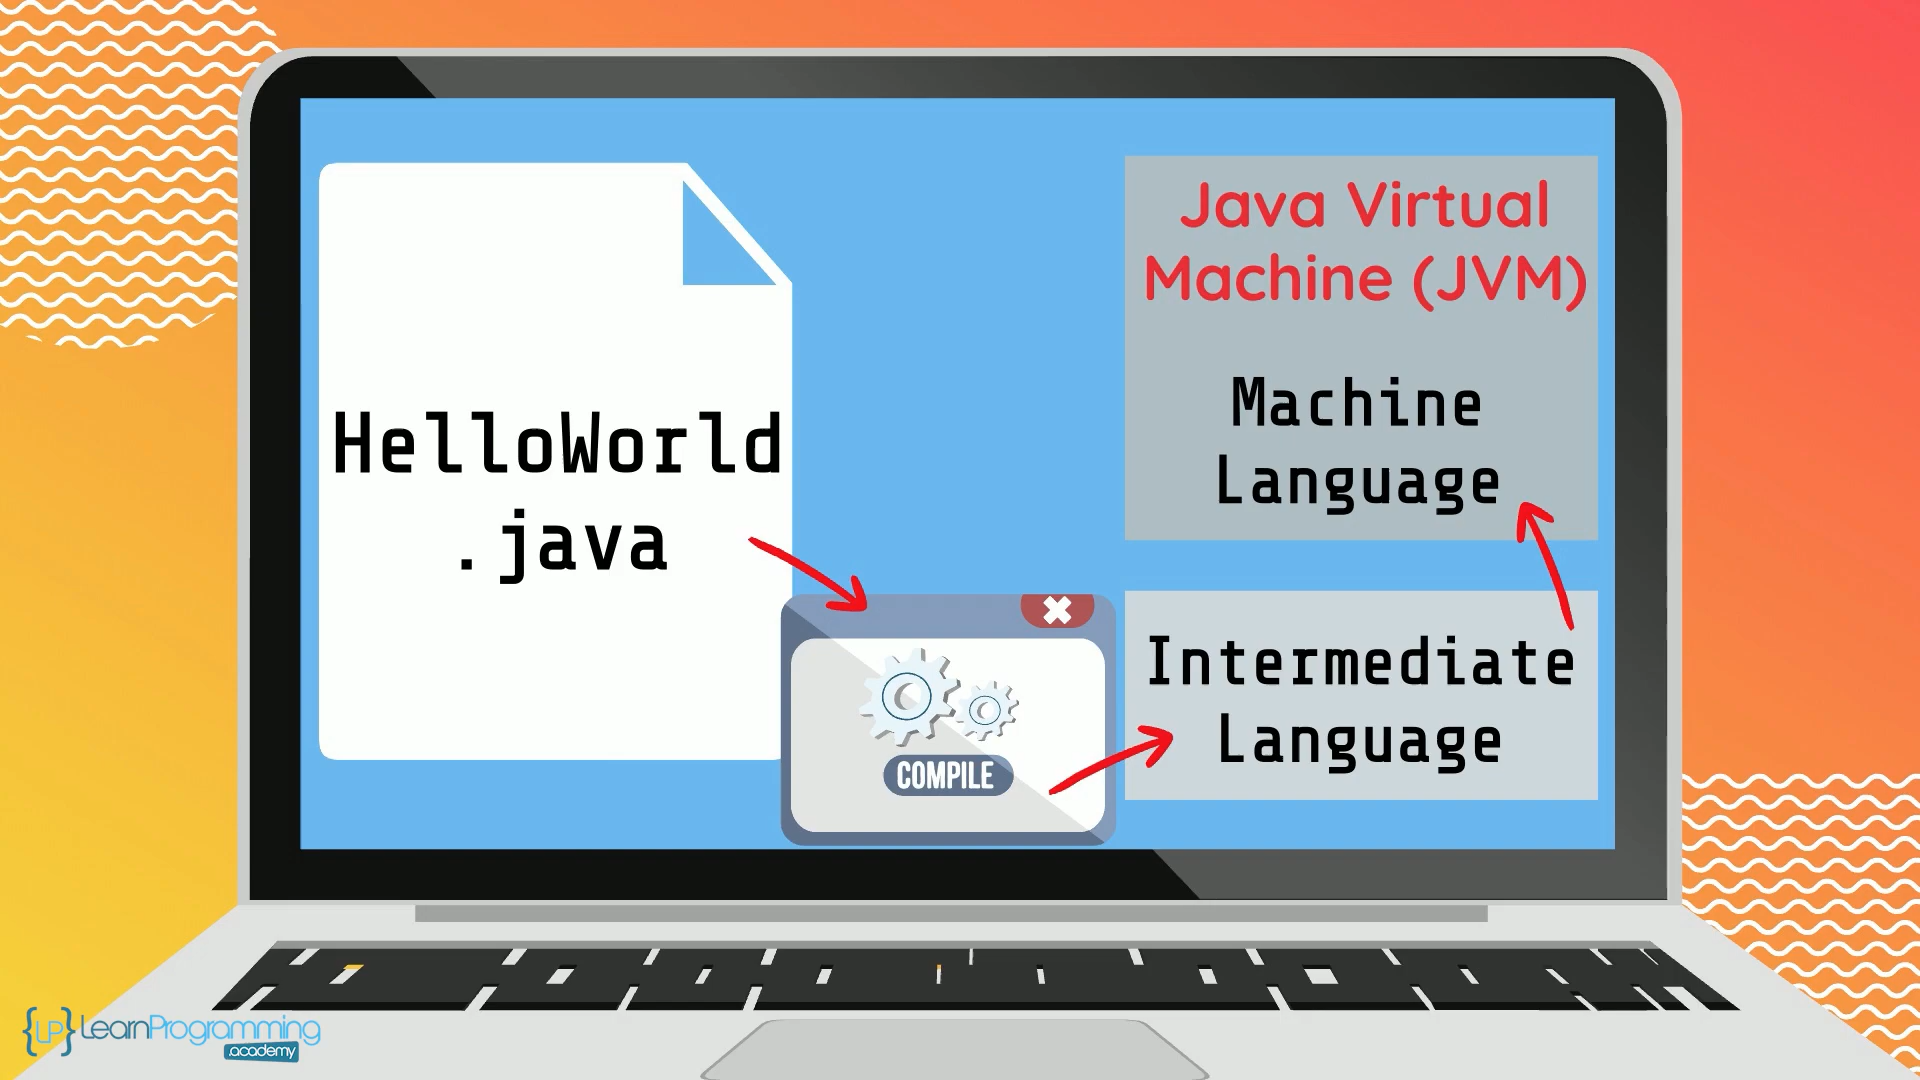 HelloWorld
.java
COMPILE
Java Virtual
Machine (JVM)
Machine
Language
Intermediate
Language
{LP} LearnProgramming
.academy